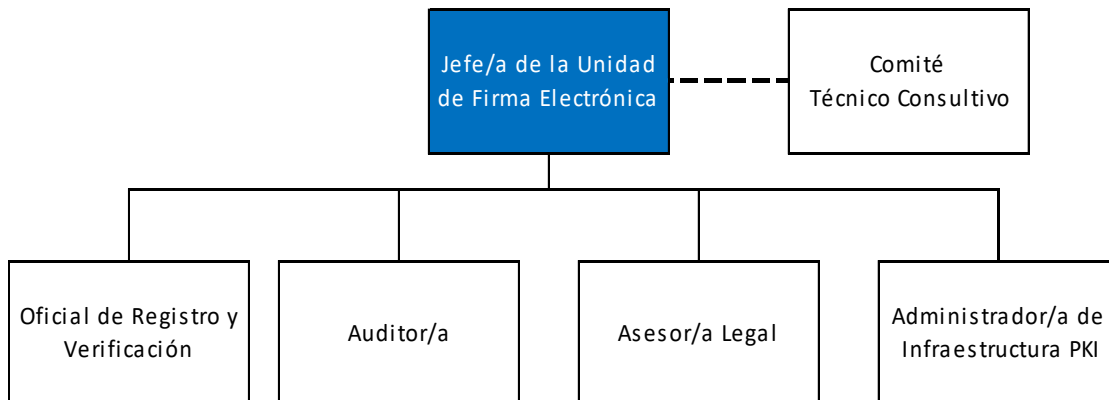 Jefe/a de la Unidad
de Firma Electrónica
Comité
Técnico Consultivo
Oficial de Registro y
Verificación
Auditor/a
Asesor/a Legal
Administrador/a de
Infraestructura PKI